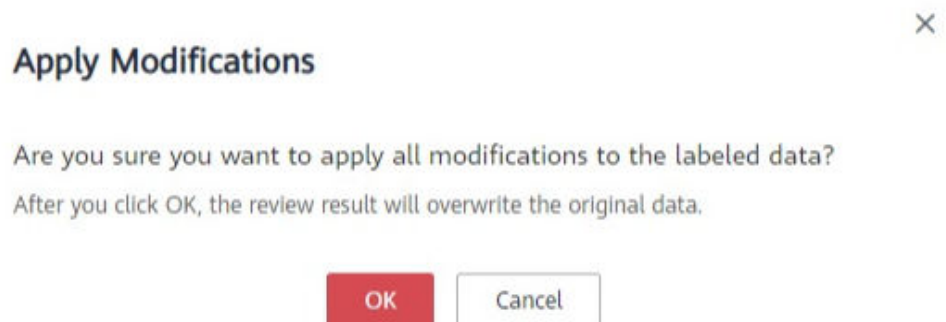 Apply Modifications
Are you sure you want to apply all modifications to the labeled data?
After you click OK, the review result will overwrite the original data.
OK Cancel